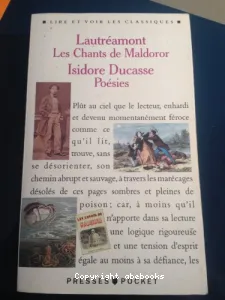 LIRE ET VOIR LES CLASSIQUES
Lautréamont
Les Chants de Maldoror
Isidore Ducasse
Poésies
Plût au ciel que le lecteur, enhardi
et devenu momentanément féroce
comme ce
qu'il lit,
trouve, sans
se désorienter, son
chemin abrupt et sauvage, à travers les marécages
désolés de ces pages sombres et pleines de
poison; car, à moins qu'il
n'apporte dans sa lecture
une logique rigoureuse
et une tension d'esprit
égale au moins à sa défiance, les
Copyright abebooks
PRESSES POCKET